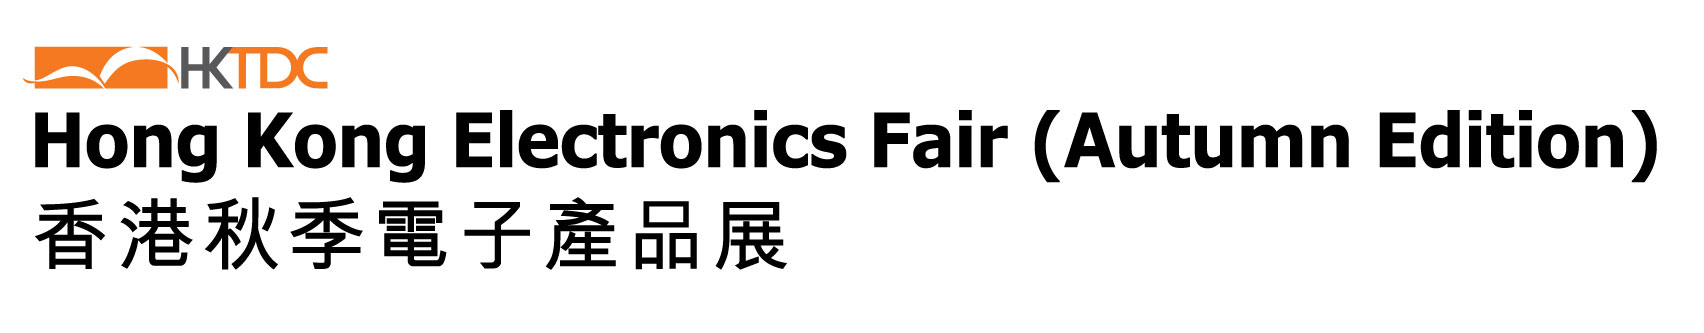 HKTDC
Hong Kong Electronics Fair (Autumn Edition)
香港秋季電子產品展